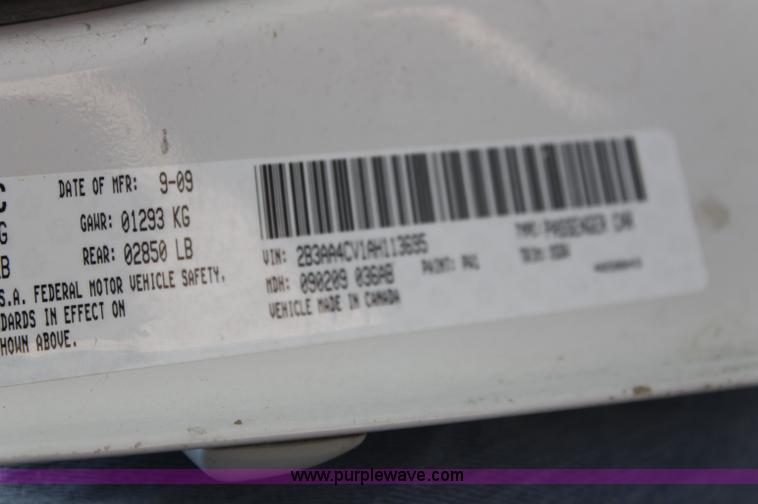 C
DATE OF MFR: 9-09
G
GAWR: 01293 KG
LB
REAR: 02850 LB
S.A. FEDERAL MOTOR VEHICLE SAFETY,
DARDS IN EFFECT ON
HOWN ABOVE.
VIN: 2B3AA4CV1AH113695
TYPE: PASSENGER CAR
MDH: 090209 036AB
PAINT: PW1
TRIM:
VEHICLE MADE IN CANADA
www.purplewave.com